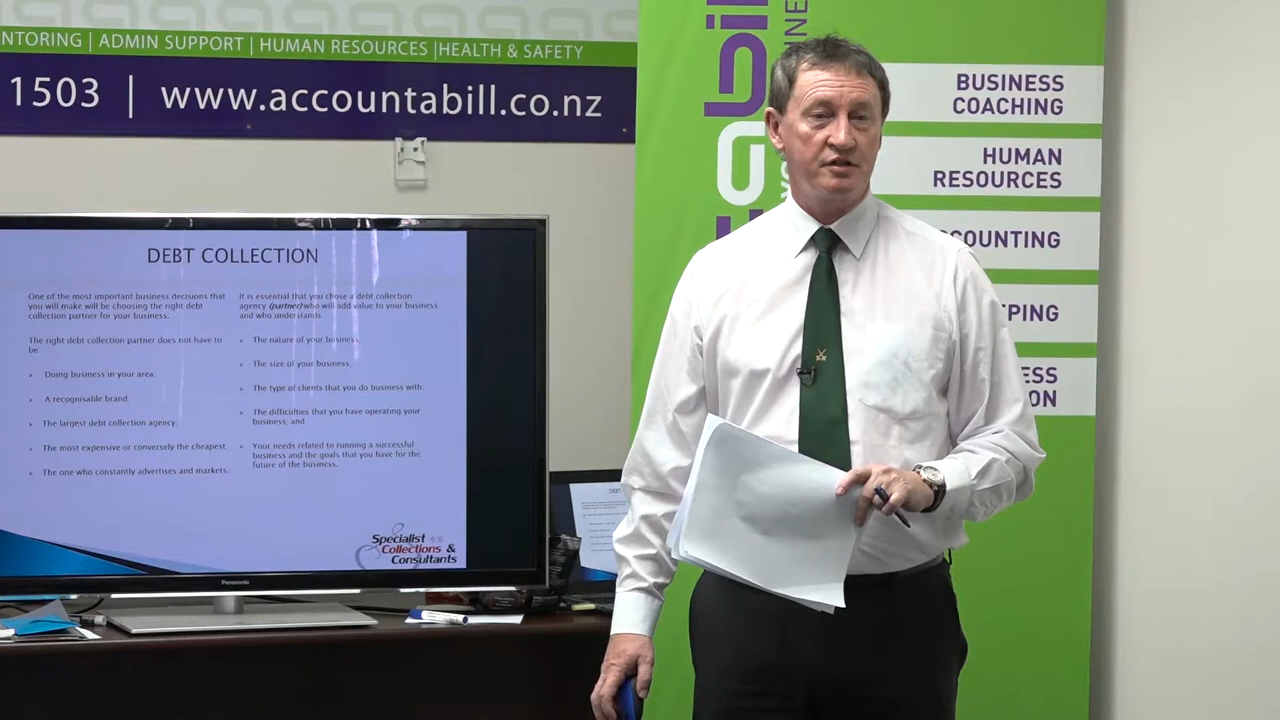 NTORING | ADMIN SUPPORT | HUMAN RESOURCES |HEALTH & SAFETY
1503 | www.accountabill.co.nz
bil
BUSINESS
COACHING
HUMAN
RESOURCES
COUNTING
PING
ESS
ON
DEBT COLLECTION
One of the most important business decisions that
you will make will be choosing the right debt
collection partner for your business.
The right debt collection partner does not have to
be
Doing business in your area;
A recognisable brand;
The largest debt collection agency;
The most expensive or conversely the cheapest;
The one who constantly advertises and markets.
It is essential that you chose a debt collection
agency (partner) who will add value to your business
and who understands
The nature of your business;
The size of your business;
The type of clients that you do business with;
The difficulties that you have operating your
business; and
Your needs related to running a successful
business and the goals that you have for the
future of the business.
Specialist
Collections &
Consultants
Panasonic